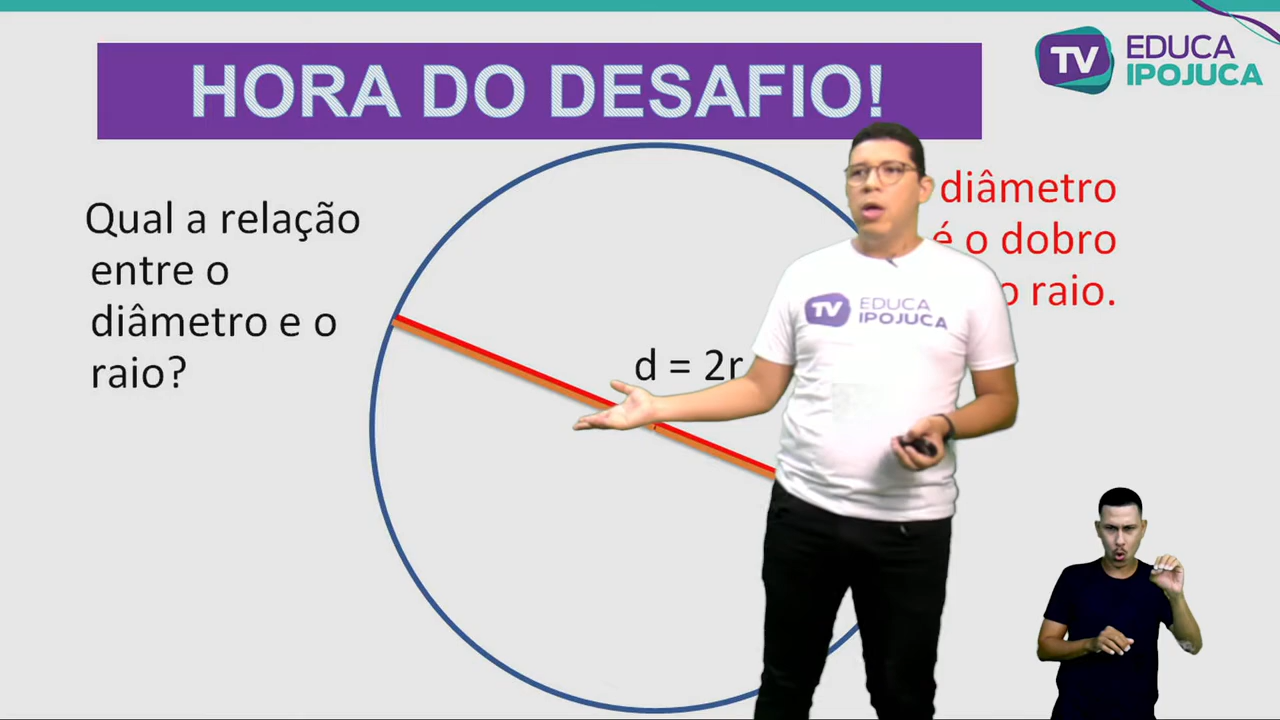 HORA DO DESAFIO!
TV EDUCA
IPOJUCA
Qual a relação
entre o
diâmetro e o
raio?
diâmetro
é o dobro
o raio.
d = 2r
TV EDUCA
IPOJUCA